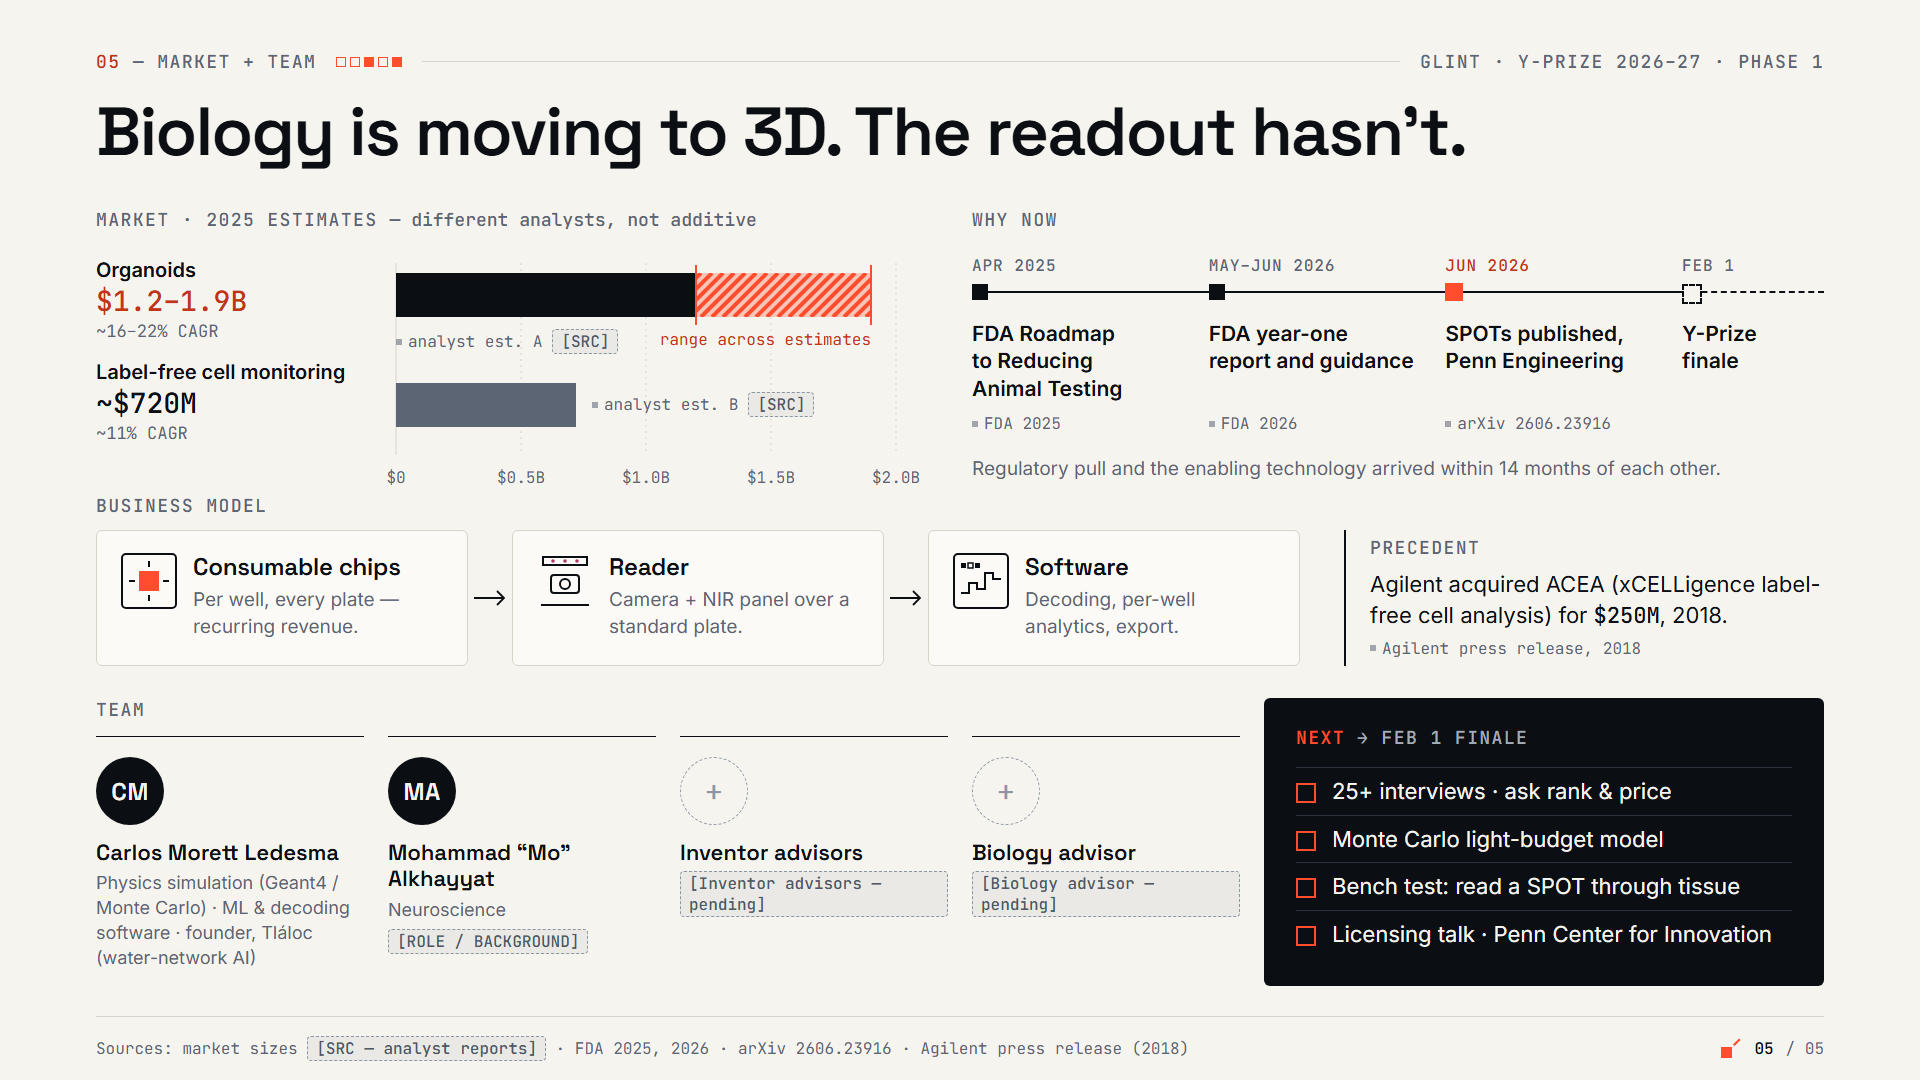 05 — MARKET + TEAM
GLINT · Y-PRIZE 2026–27 · PHASE 1
Biology is moving to 3D. The readout hasn’t.
MARKET · 2025 ESTIMATES — different analysts, not additive
Organoids
$1.2–1.9B
~16–22% CAGR
Label-free cell monitoring
~$720M
~11% CAGR
analyst est. A [SRC]
range across estimates
analyst est. B [SRC]
$0 $0.5B $1.0B $1.5B $2.0B
WHY NOW
APR 2025
FDA Roadmap
to Reducing
Animal Testing
FDA 2025
MAY–JUN 2026
FDA year-one
report and guidance
FDA 2026
JUN 2026
SPOTs published,
Penn Engineering
arXiv 2606.23916
FEB 1
Y-Prize
finale
Regulatory pull and the enabling technology arrived within 14 months of each other.
BUSINESS MODEL
Consumable chips
Per well, every plate —
recurring revenue.
Reader
Camera + NIR panel over a
standard plate.
Software
Decoding, per-well
analytics, export.
PRECEDENT
Agilent acquired ACEA (xCELLigence label-
free cell analysis) for $250M, 2018.
Agilent press release, 2018
TEAM
CM
Carlos Morett Ledesma
Physics simulation (Geant4 /
Monte Carlo) · ML & decoding
software · founder, Tláloc
(water-network AI)
MA
Mohammad “Mo”
Alkhayyat
Neuroscience
[ROLE / BACKGROUND]
+
Inventor advisors
[Inventor advisors —
pending]
+
Biology advisor
[Biology advisor —
pending]
NEXT → FEB 1 FINALE
25+ interviews · ask rank & price
Monte Carlo light-budget model
Bench test: read a SPOT through tissue
Licensing talk · Penn Center for Innovation
Sources: market sizes [SRC — analyst reports] · FDA 2025, 2026 · arXiv 2606.23916 · Agilent press release (2018)
05 / 05